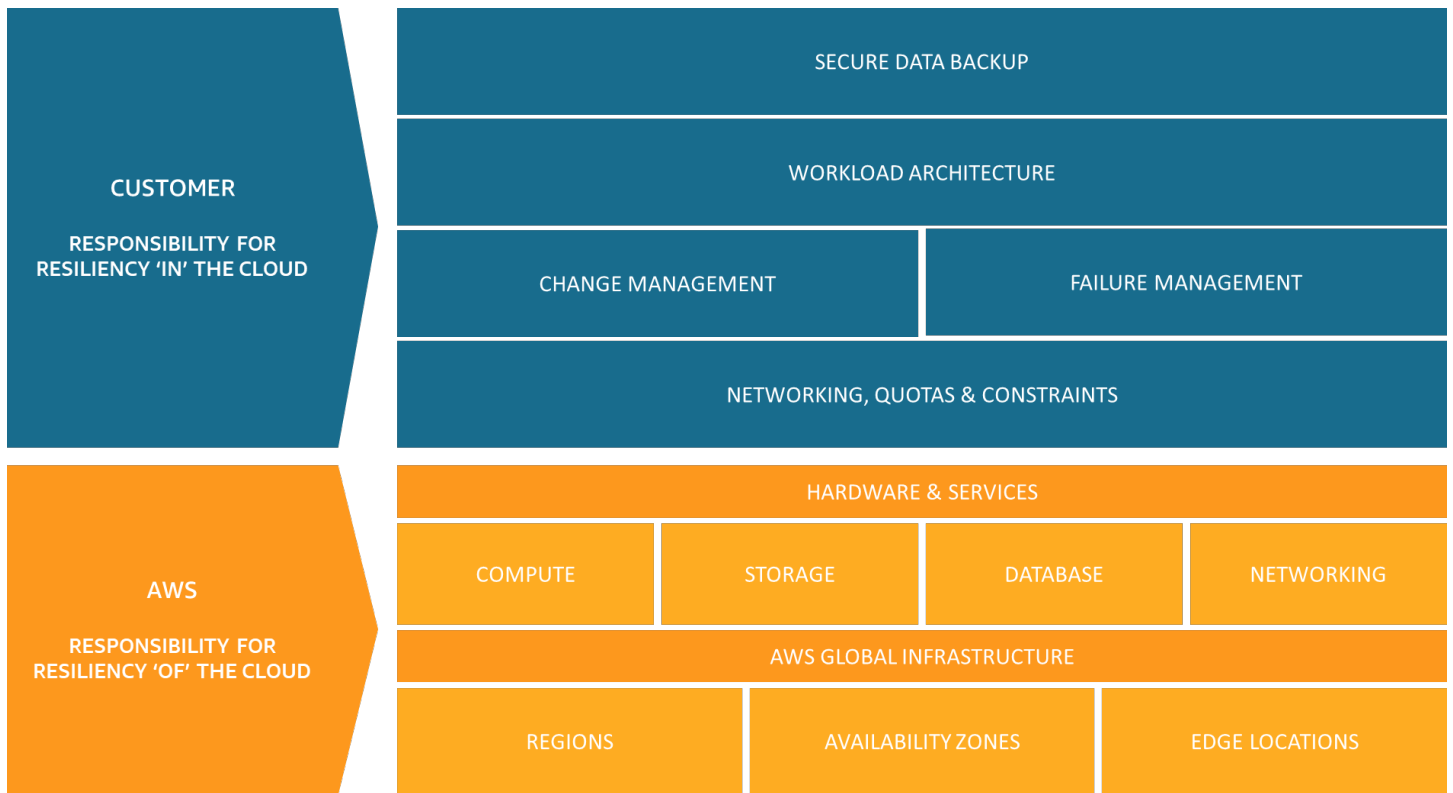 CUSTOMER
RESPONSIBILITY FOR
RESILIENCY ‘IN’ THE CLOUD
SECURE DATA BACKUP
WORKLOAD ARCHITECTURE
CHANGE MANAGEMENT
FAILURE MANAGEMENT
NETWORKING, QUOTAS & CONSTRAINTS
AWS
RESPONSIBILITY FOR
RESILIENCY ‘OF’ THE CLOUD
HARDWARE & SERVICES
COMPUTE
STORAGE
DATABASE
NETWORKING
AWS GLOBAL INFRASTRUCTURE
REGIONS
AVAILABILITY ZONES
EDGE LOCATIONS